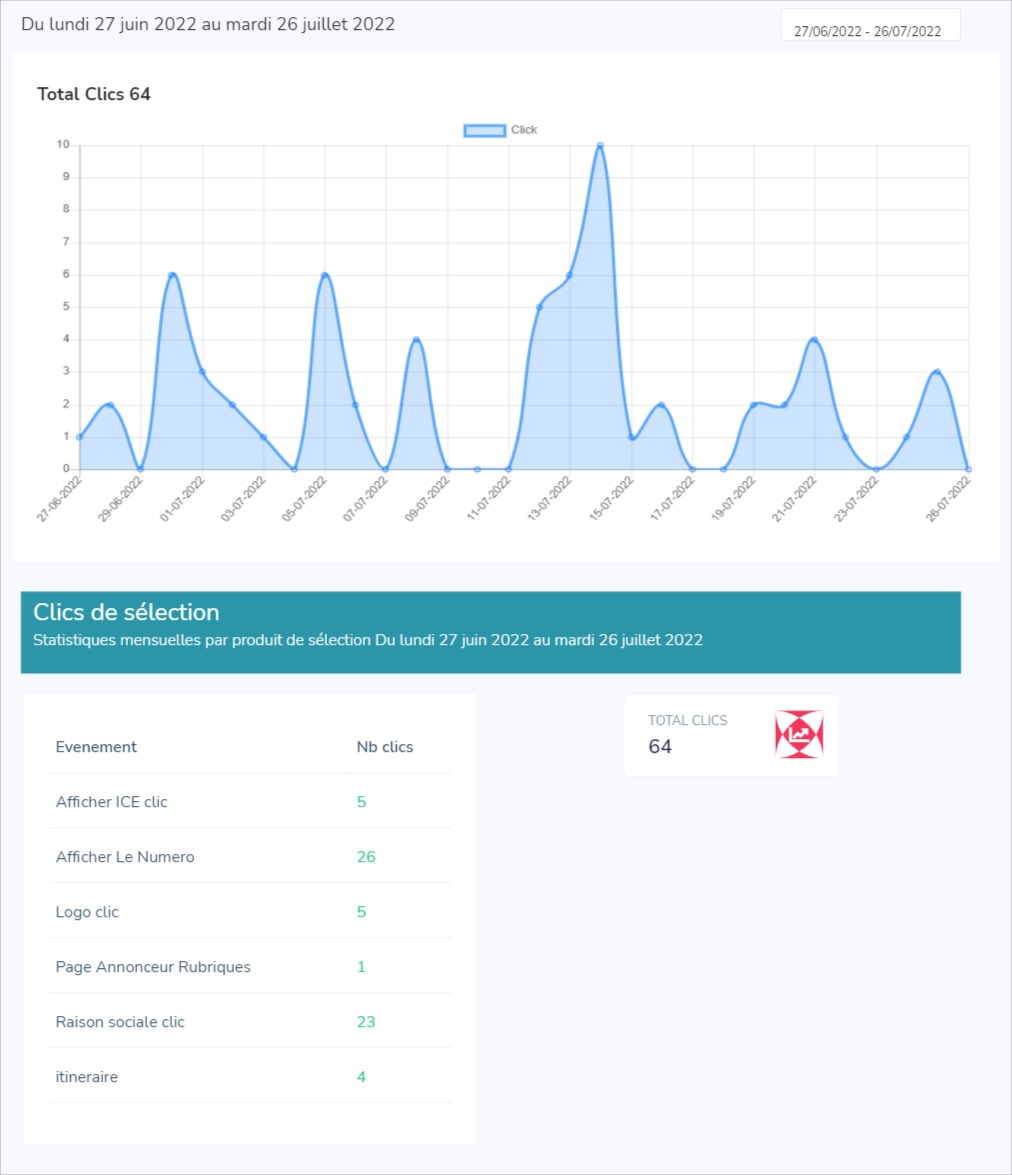 Du lundi 27 juin 2022 au mardi 26 juillet 2022
27/06/2022 - 26/07/2022
Total Clics 64
Click
10
9
8
7
6
5
4
3
2
1
0
27-06-2022
29-06-2022
01-07-2022
03-07-2022
05-07-2022
07-07-2022
09-07-2022
11-07-2022
13-07-2022
15-07-2022
17-07-2022
19-07-2022
21-07-2022
23-07-2022
26-07-2022
Clics de sélection
Statistiques mensuelles par produit de sélection Du lundi 27 juin 2022 au mardi 26 juillet 2022
TOTAL CLICS
64
Evenement Nb clics
Afficher ICE clic 5
Afficher Le Numero 26
Logo clic 5
Page Annonceur Rubriques 1
Raison sociale clic 23
itineraire 4